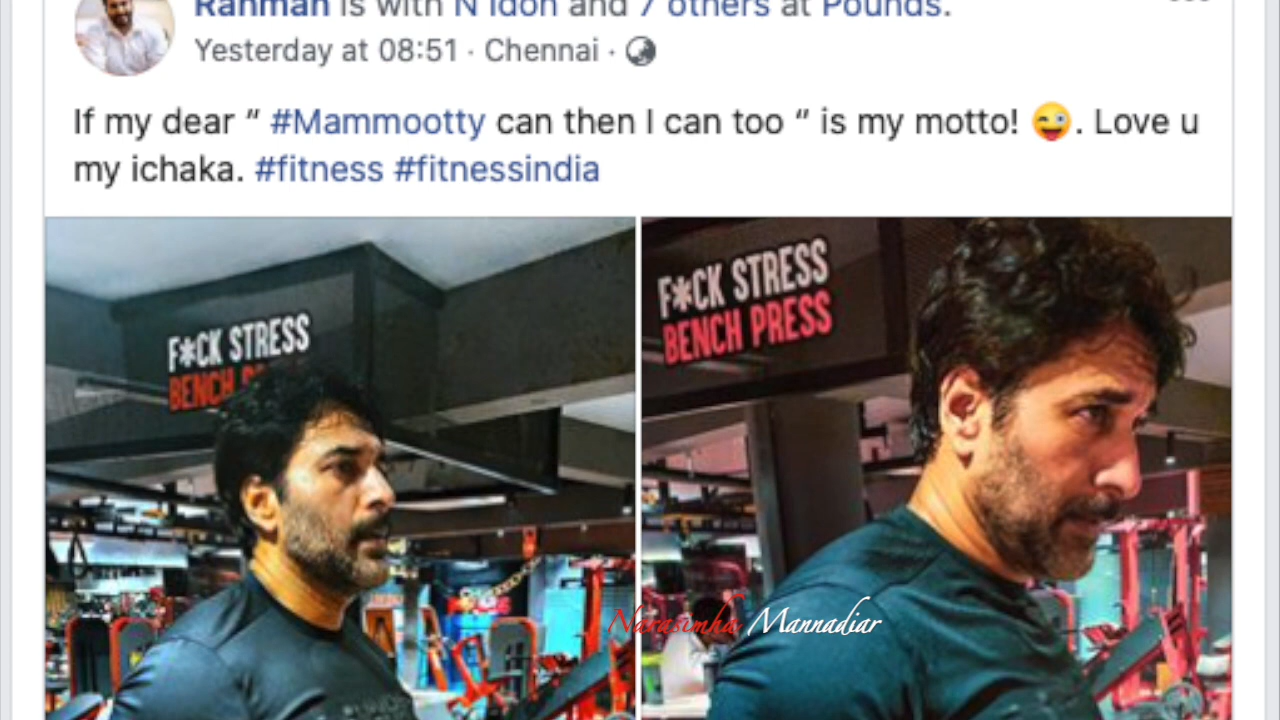 Rahman is with N Idon and 7 others at Pounds.
Yesterday at 08:51 · Chennai ·
If my dear “ #Mammootty can then I can too “ is my motto! 😜. Love u
my ichaka. #fitness #fitnessindia
F*CK STRESS
BENCH
F*CK STRESS
BENCH PRESS
Narasimha Mannadiar